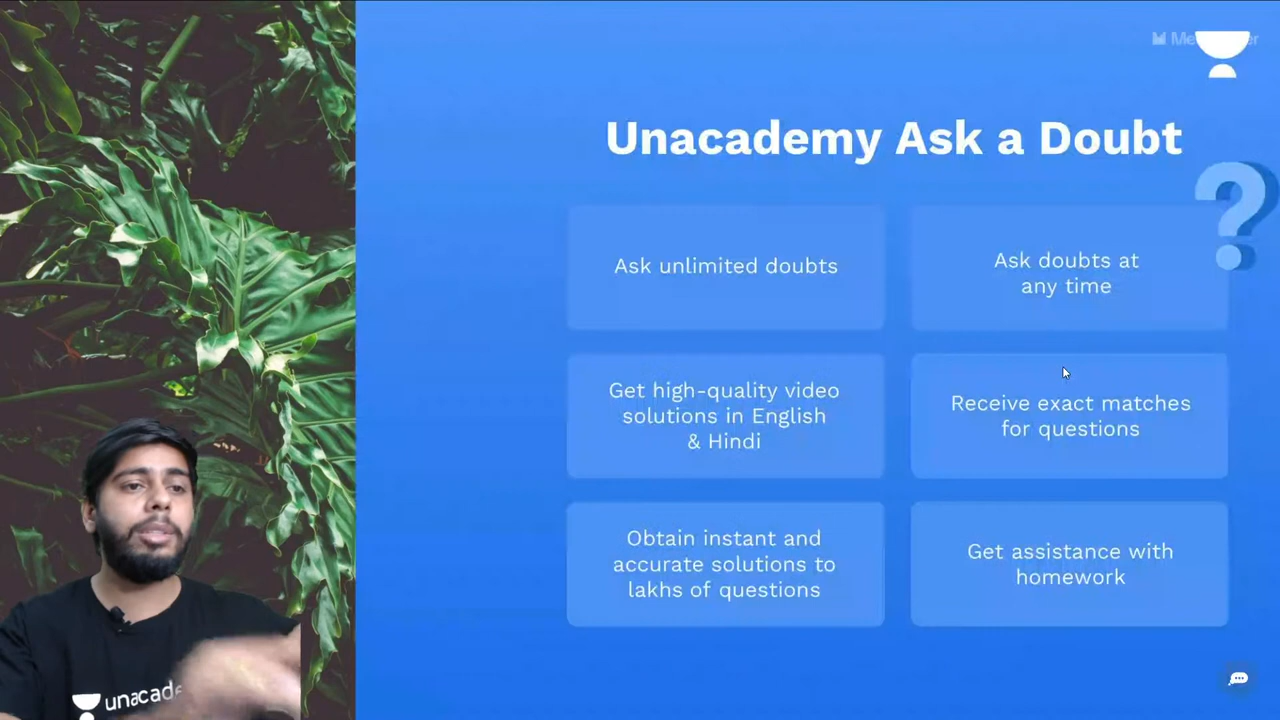 Unacademy Ask a Doubt
Ask unlimited doubts
Ask doubts at
any time
Get high-quality video
solutions in English
& Hindi
Receive exact matches
for questions
Obtain instant and
accurate solutions to
lakhs of questions
Get assistance with
homework
?